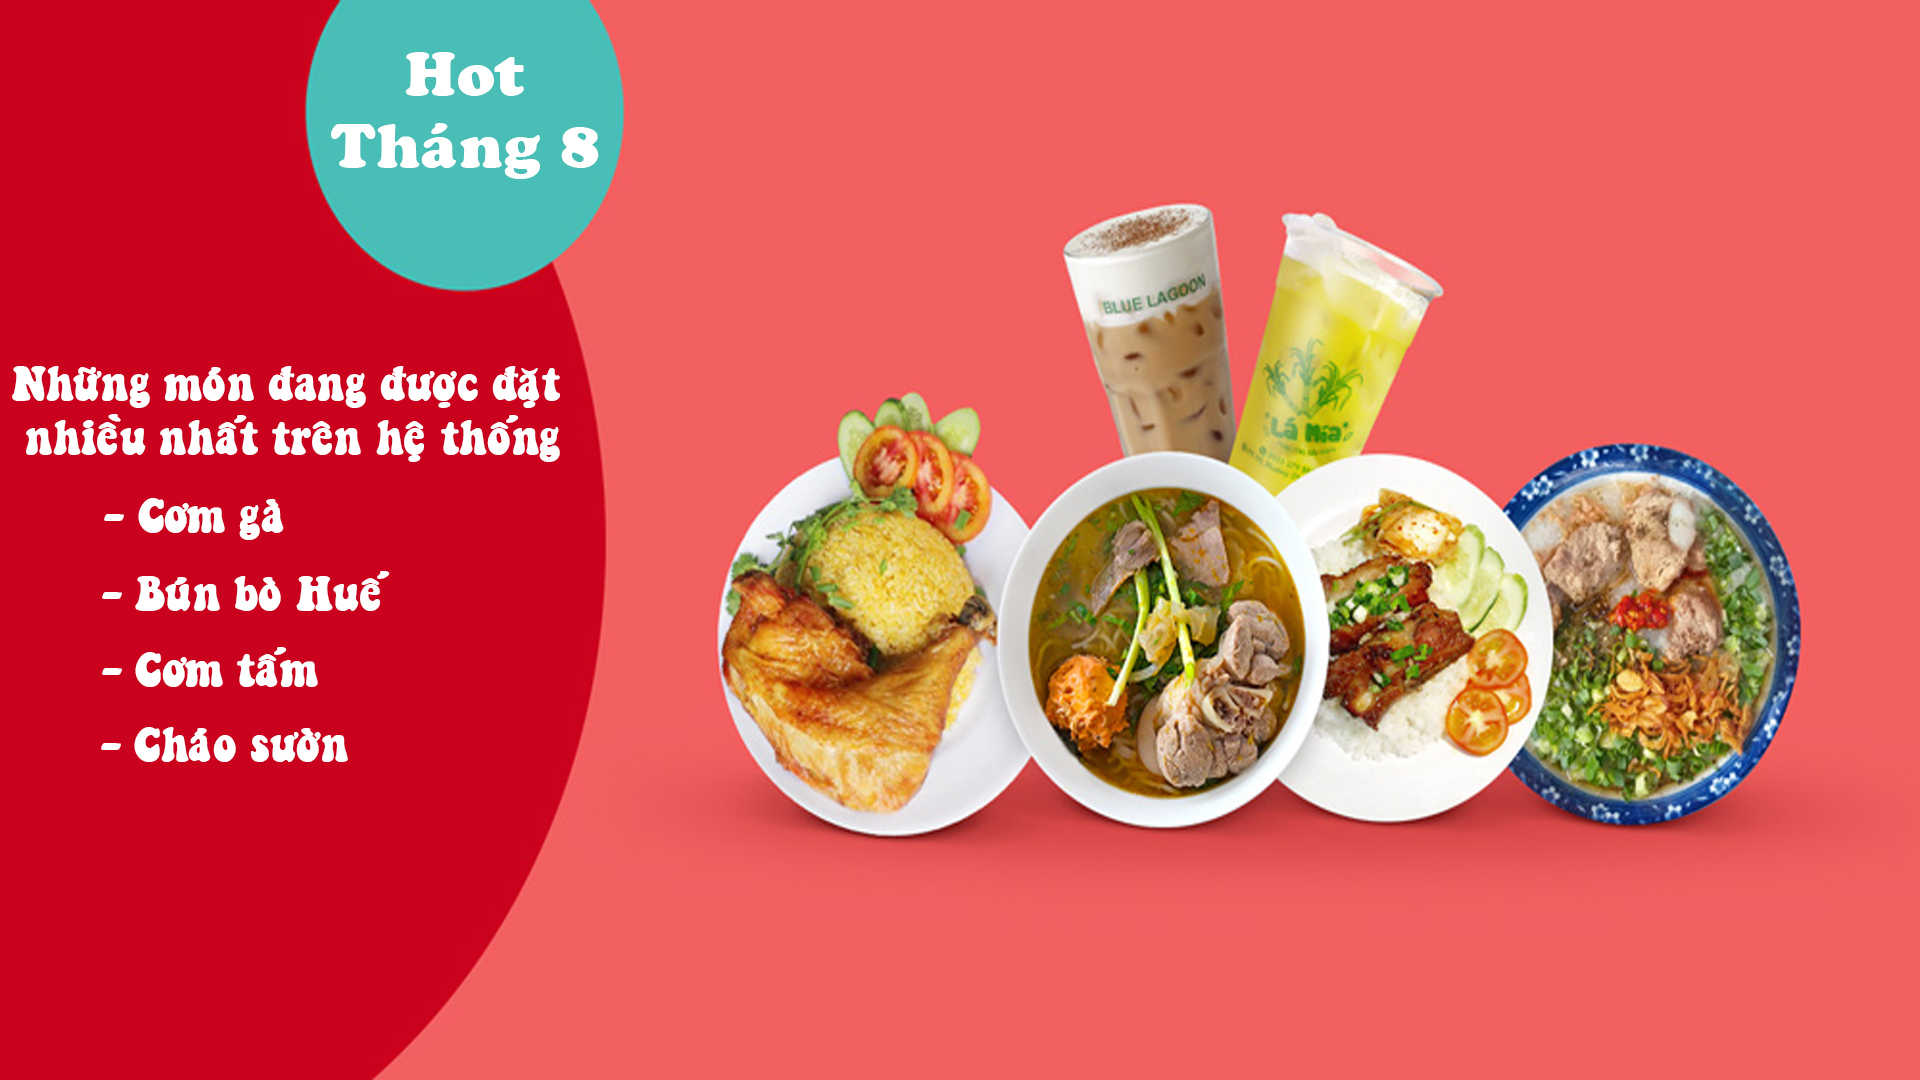 Hot
Tháng 8
Những món đang được đặt
nhiều nhất trên hệ thống
- Cơm gà
- Bún bò Huế
- Cơm tấm
- Cháo sườn
BLUE LAGOON
Lá Mía